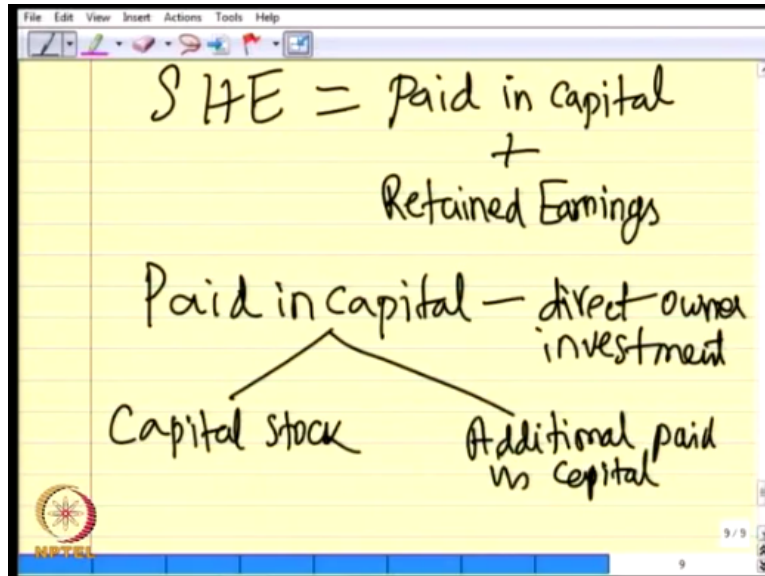 File Edit View Insert Actions Tools Help
SHE = Paid in capital
+
Retained Earnings
Paid in capital — direct owner
investment
Capital stock
Additional paid
in capital
NPTEL
9/9
9